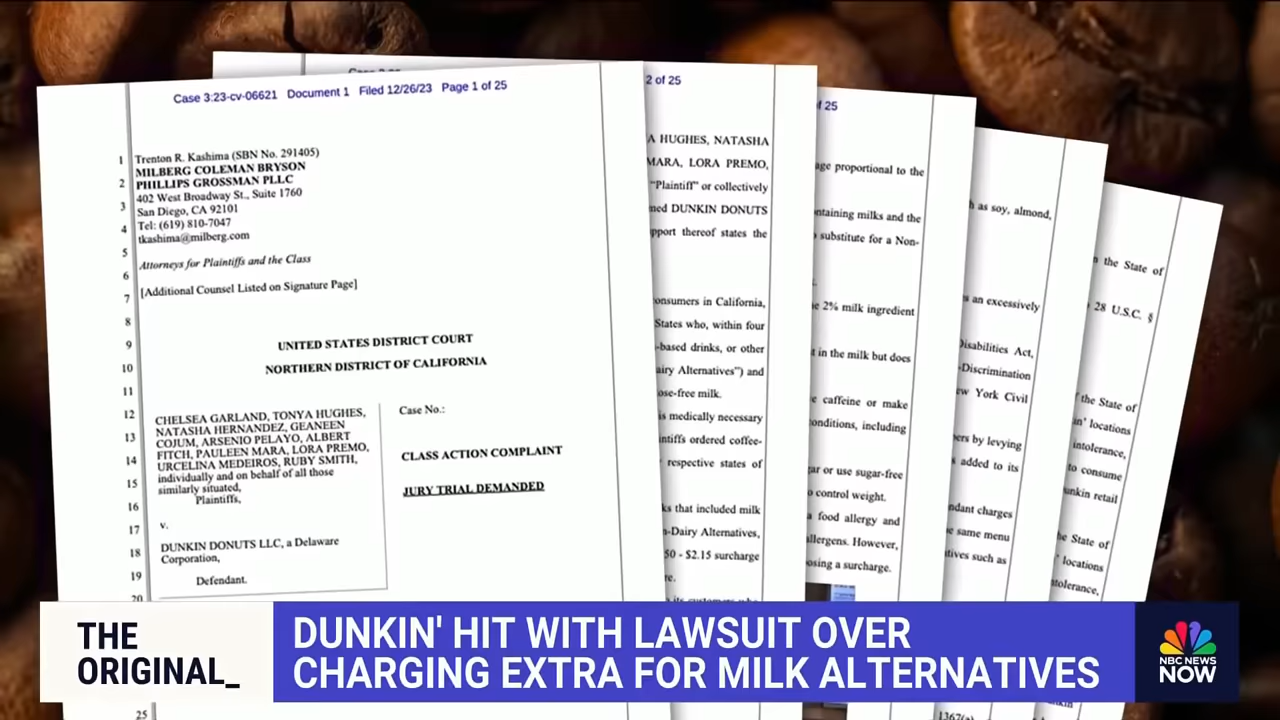 Case 3:23-cv-06621 Document 1 Filed 12/26/23 Page 1 of 25
1
2
3
4
5
6
7
8
9
10
11
12
13
14
15
16
17
18
19
20
25
Trenton R. Kashima (SBN No. 291405)
MILBERG COLEMAN BRYSON
PHILLIPS GROSSMAN PLLC
402 West Broadway St., Suite 1760
San Diego, CA 92101
Tel: (619) 810-7047
tkashima@milberg.com
Attorneys for Plaintiffs and the Class
[Additional Counsel Listed on Signature Page]
UNITED STATES DISTRICT COURT
NORTHERN DISTRICT OF CALIFORNIA
CHELSEA GARLAND, TONYA HUGHES,
NATASHA HERNANDEZ, GEANEEN
COJUM, ARSENIO PELAYO, ALBERT
FITCH, PAULEEN MARA, LORA PREMO,
URCELINA MEDEIROS, RUBY SMITH,
individually and on behalf of all those
similarly situated,
Plaintiffs,
v.
DUNKIN DONUTS LLC, a Delaware
Corporation,
Defendant.
Case No.:
CLASS ACTION COMPLAINT
JURY TRIAL DEMANDED
2 of 25
A HUGHES, NATASHA
MARA, LORA PREMO,
"Plaintiff" or collectively
ned DUNKIN DONUTS
pport thereof states the
onsumers in California,
States who, within four
-based drinks, or other
airy Alternatives") and
ose-free milk.
is medically necessary
ntiffs ordered coffee-
respective states of
ks that included milk
n-Dairy Alternatives,
50 - $2.15 surcharge
re.
of 25
age proportional to the
ntaining milks and the
substitute for a Non-
e 2% milk ingredient
t in the milk but does
e caffeine or make
onditions, including
ar or use sugar-free
o control weight.
a food allergy and
llergens. However,
osing a surcharge.
h as soy, almond,
s an excessively
Disabilities Act,
-Discrimination
ew York Civil
ers by levying
s added to its
ndant charges
e same menu
tives such as
1367(a)
n the State of
28 U.S.C. §
the State of
n' locations
intolerance,
to consume
unkin retail
he State of
' locations
ntolerance,
THE
ORIGINAL_
DUNKIN' HIT WITH LAWSUIT OVER
CHARGING EXTRA FOR MILK ALTERNATIVES
NBC NEWS
NOW